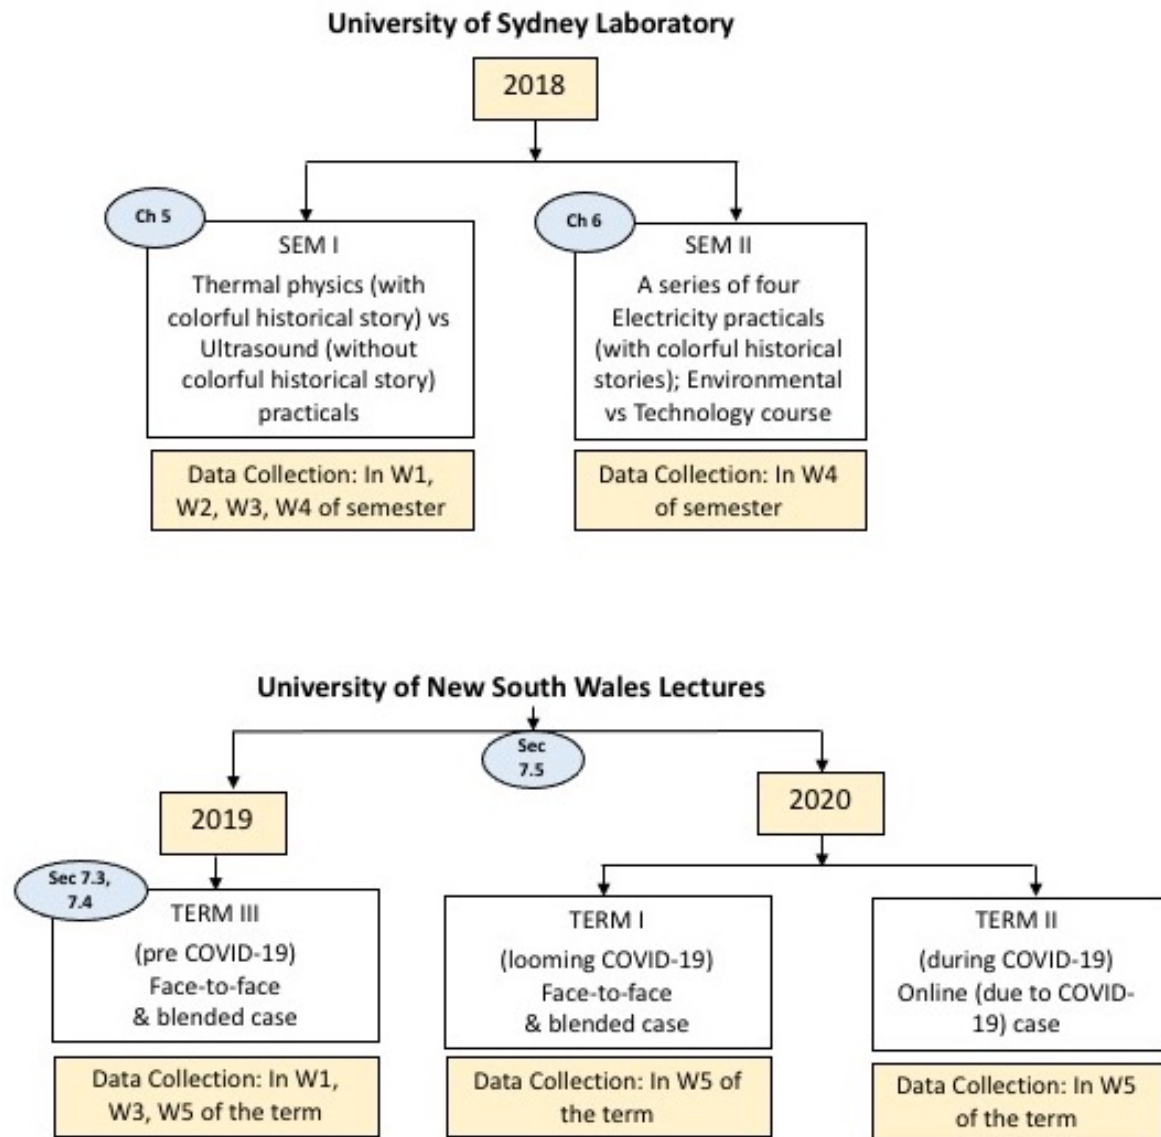 University of Sydney Laboratory
2018
Ch 5
SEM I
Thermal physics (with
colorful historical story) vs
Ultrasound (without
colorful historical story)
practicals
Data Collection: In W1,
W2, W3, W4 of semester
Ch 6
SEM II
A series of four
Electricity practicals
(with colorful historical
stories); Environmental
vs Technology course
Data Collection: In W4
of semester
University of New South Wales Lectures
Sec
7.5
2019
Sec 7.3,
7.4
TERM III
(pre COVID-19)
Face-to-face
& blended case
Data Collection: In W1,
W3, W5 of the term
2020
TERM I
(looming COVID-19)
Face-to-face
& blended case
Data Collection: In W5 of
the term
TERM II
(during COVID-19)
Online (due to COVID-
19) case
Data Collection: In W5
of the term